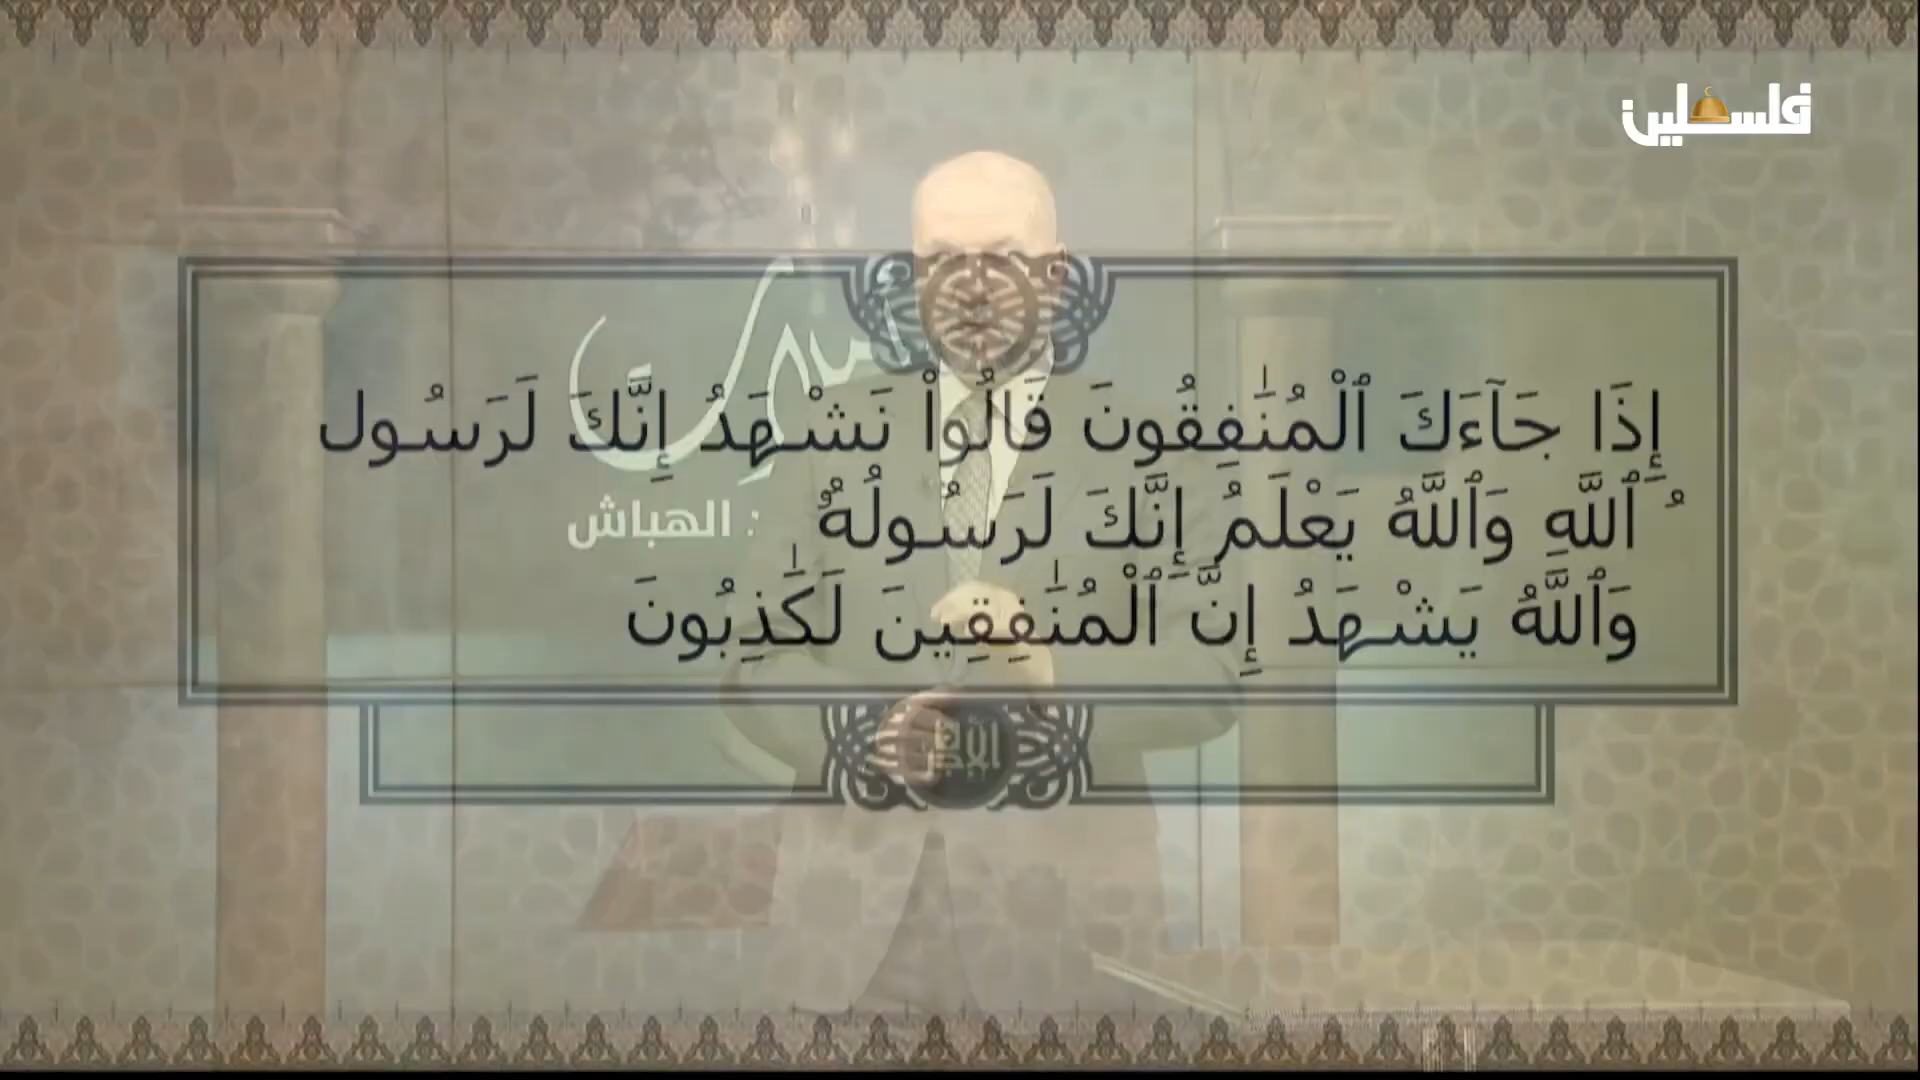 فلسطين
إِذَا جَآءَكَ ٱلْمُنَٰفِقُونَ قَالُوا۟ نَشْهَدُ إِنَّكَ لَرَسُول
ُ ٱللَّهِ وَٱللَّهُ يَعْلَمُ إِنَّكَ لَرَسُولُهُۥ
: الهباش
وَٱللَّهُ يَشْهَدُ إِنَّ ٱلْمُنَٰفِقِينَ لَكَٰذِبُونَ